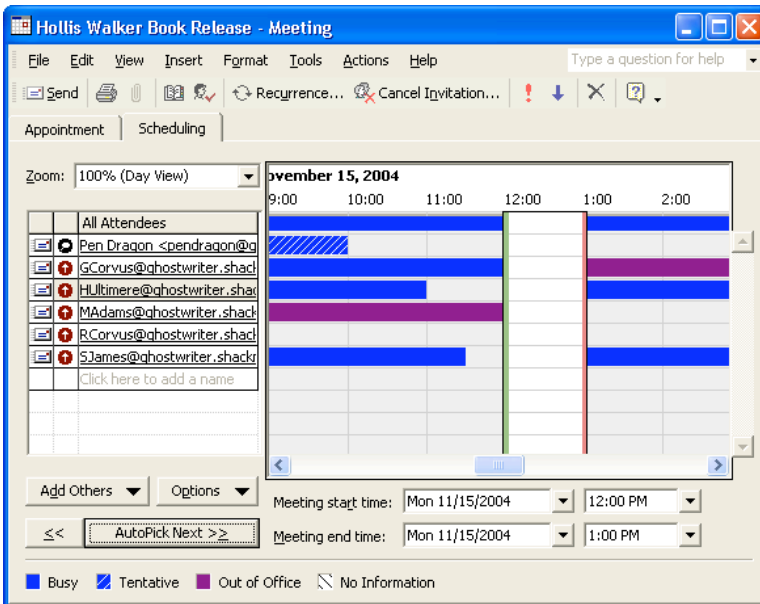 Hollis Walker Book Release - Meeting
File Edit View Insert Format Tools Actions Help Type a question for help
Send Recurrence... Cancel Invitation...
Appointment Scheduling
Zoom: 100% (Day View)
ovember 15, 2004
9:00 10:00 11:00 12:00 1:00 2:00
All Attendees
Pen Dragon <pendragon@g
GCorvus@ghostwriter.shack
HUltimere@ghostwriter.shac
MAdams@ghostwriter.shack
RCorvus@ghostwriter.shack
SJames@ghostwriter.shackr
Click here to add a name
Add Others Options
Meeting start time: Mon 11/15/2004 12:00 PM
<< AutoPick Next >>
Meeting end time: Mon 11/15/2004 1:00 PM
Busy Tentative Out of Office No Information